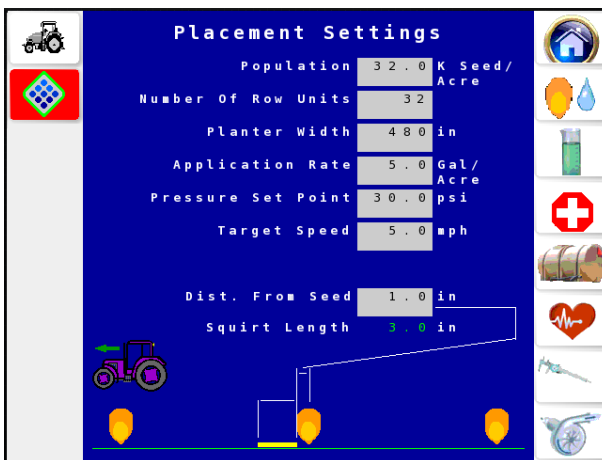 Placement Settings
Population 32.0 K Seed/
Acre
Number Of Row Units 32
Planter Width 480 in
Application Rate 5.0 Gal/
Acre
Pressure Set Point 30.0 psi
Target Speed 5.0 mph
Dist. From Seed 1.0 in
Squirt Length 3.0 in